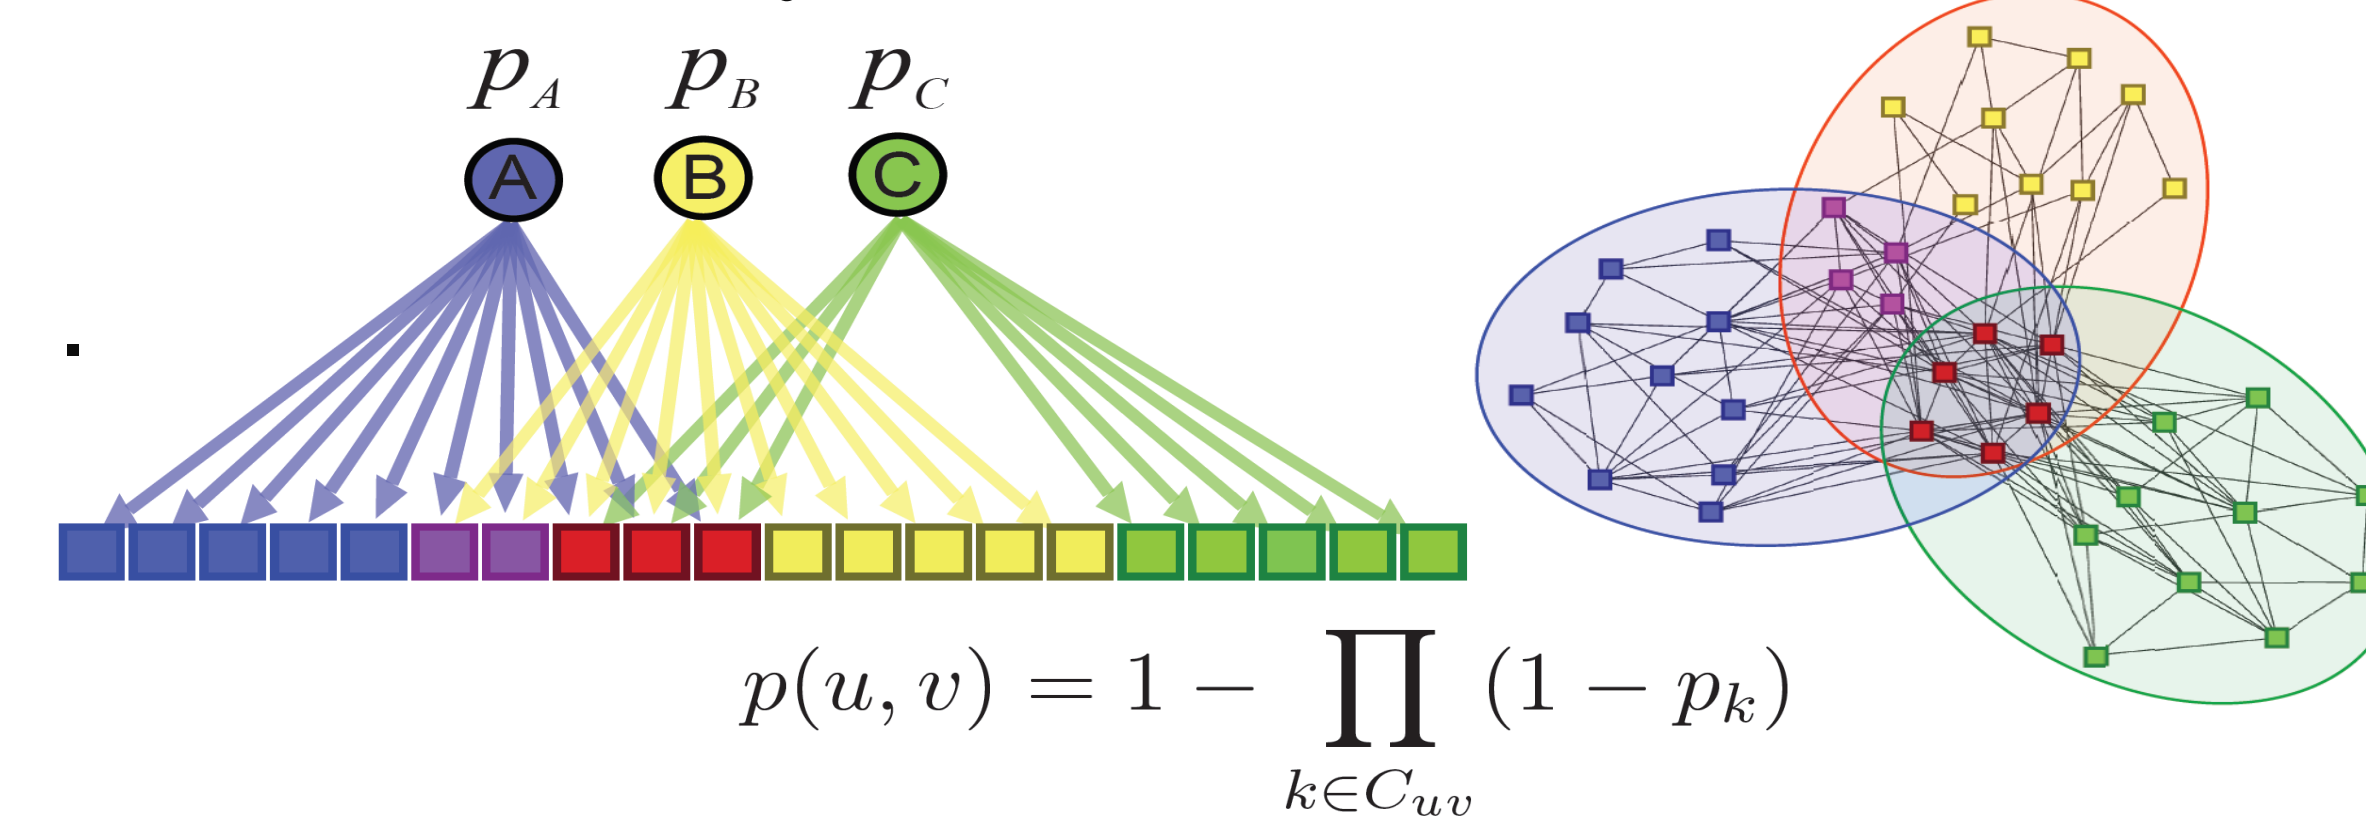 p_A p_B p_C
A B C
p(u, v) = 1 − ∏_{k∈C_{uv}} (1 − p_k)